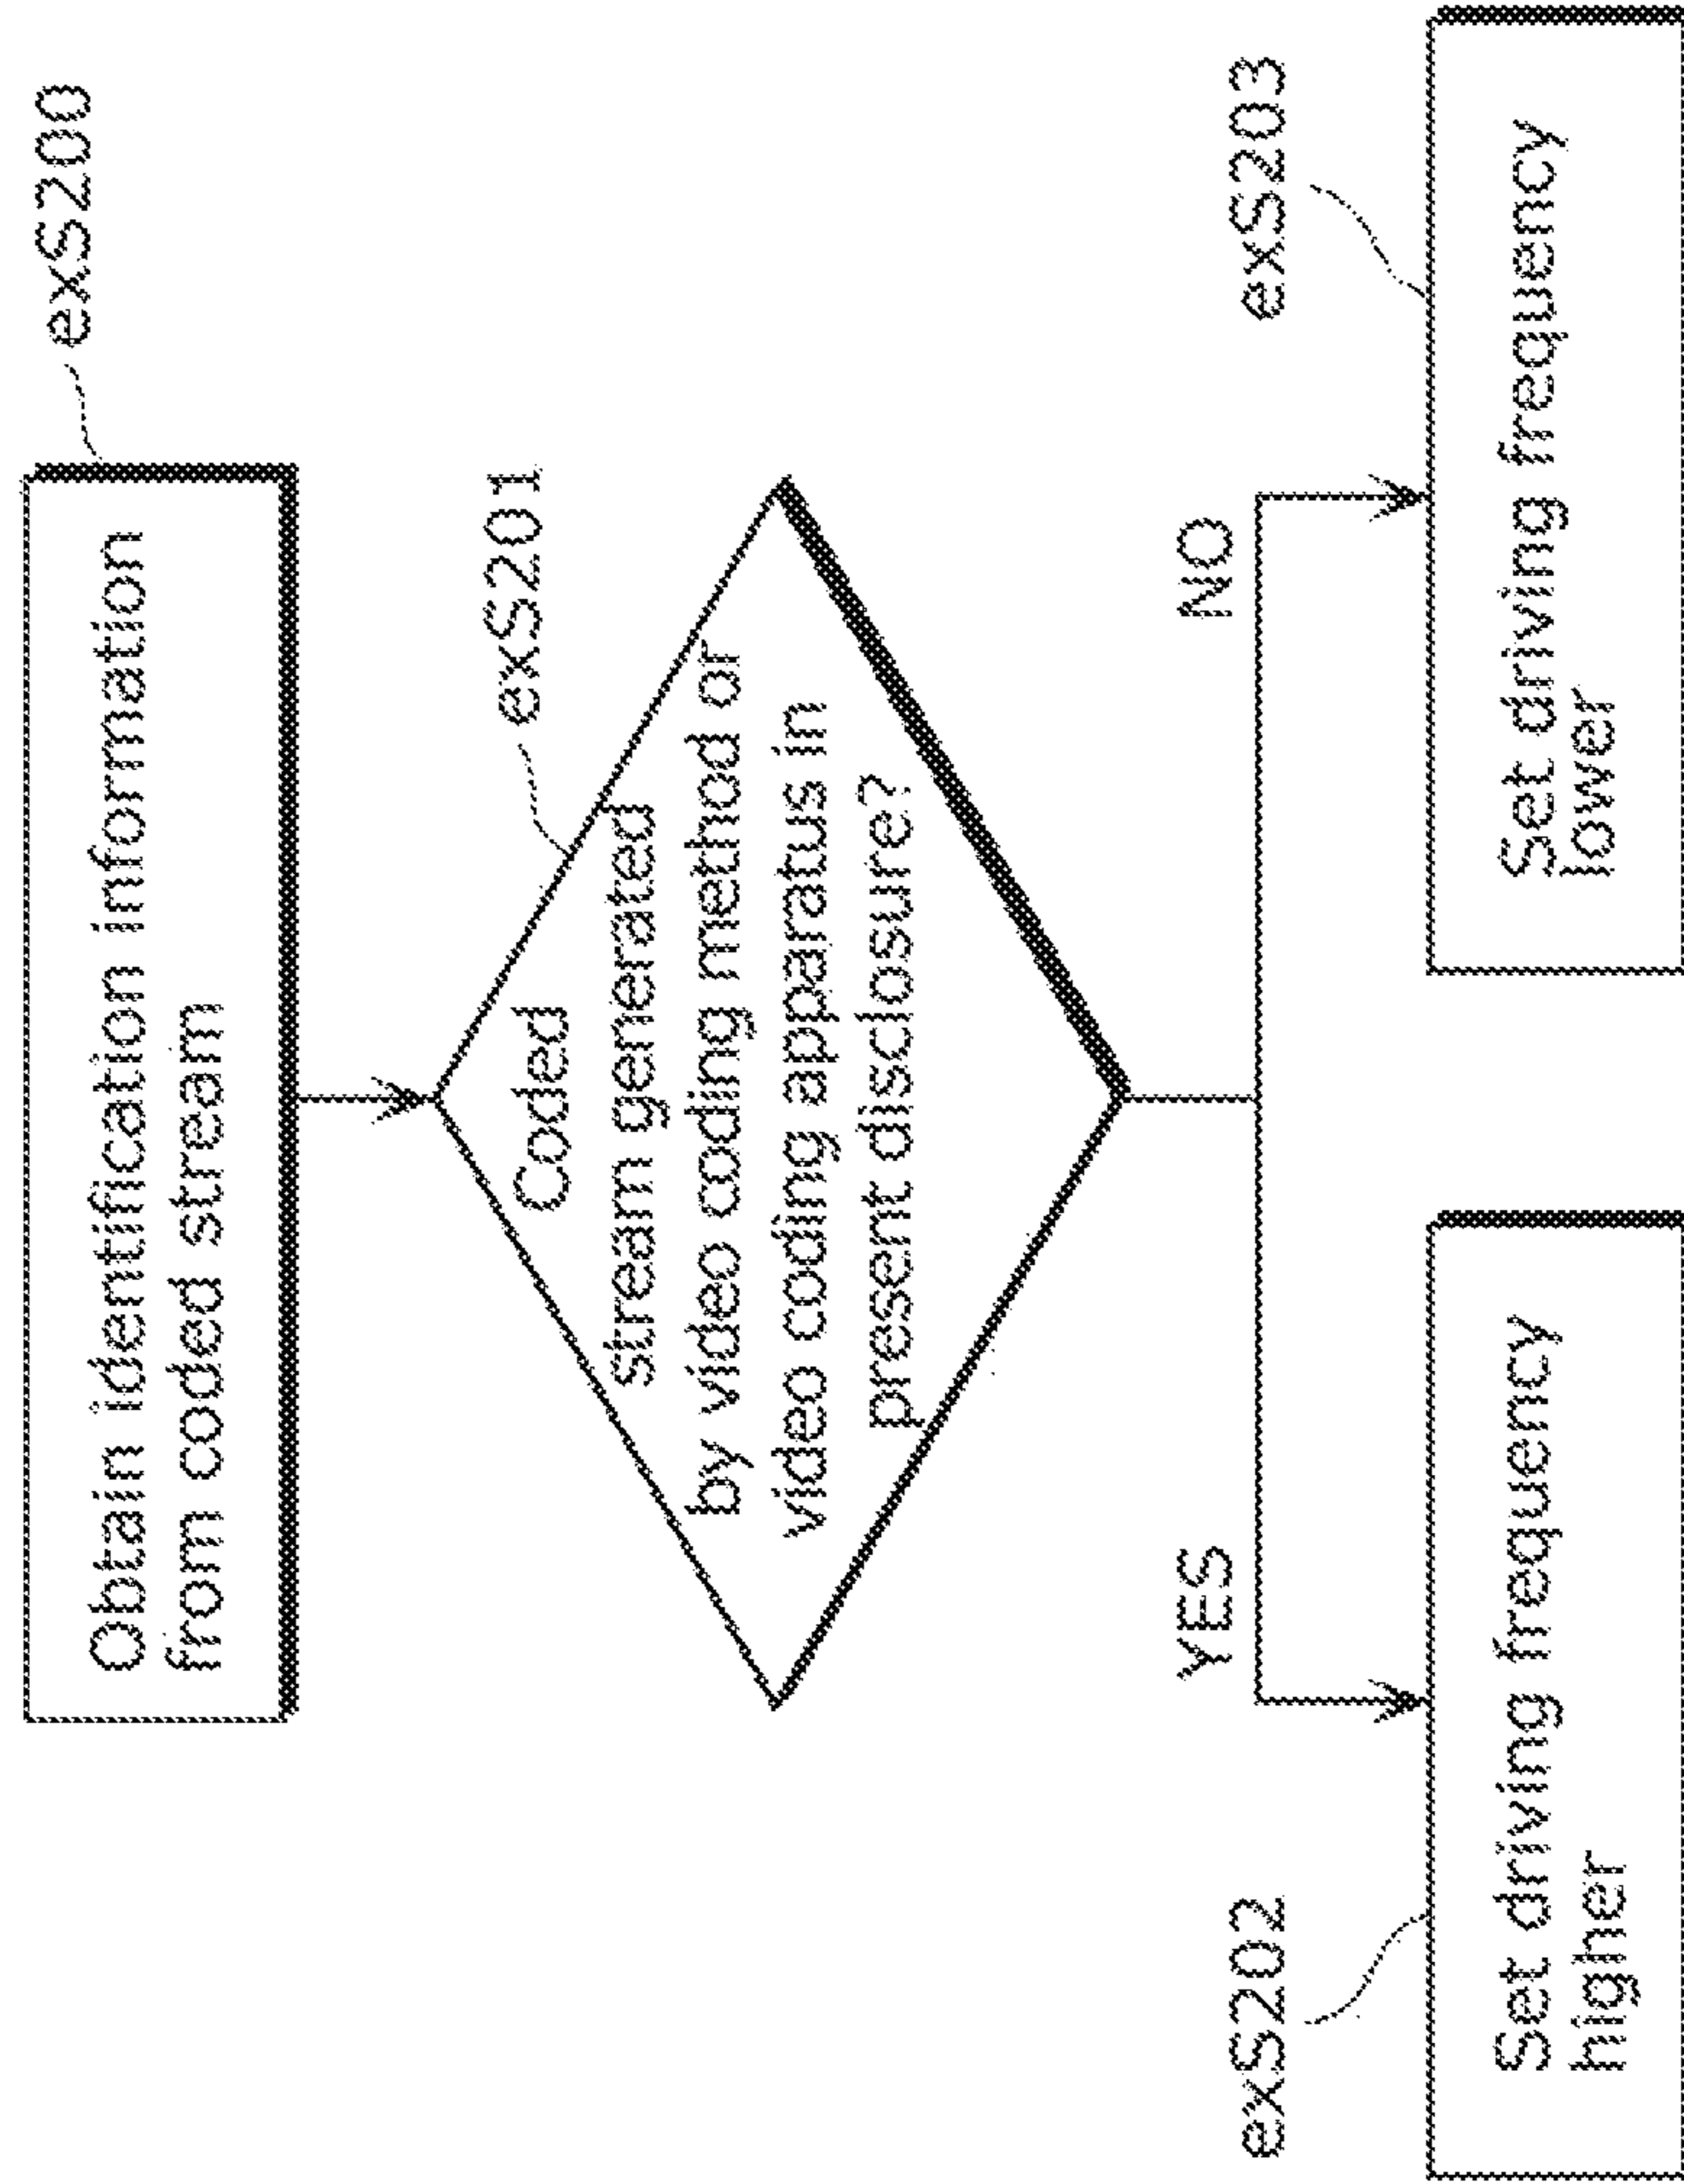 exS200
Obtain identification information
from coded stream
exS201
Coded
stream generated
by video coding method or
video coding apparatus in
present disclosure?
YES
NO
exS202
exS203
Set driving frequency
higher
Set driving frequency
lower